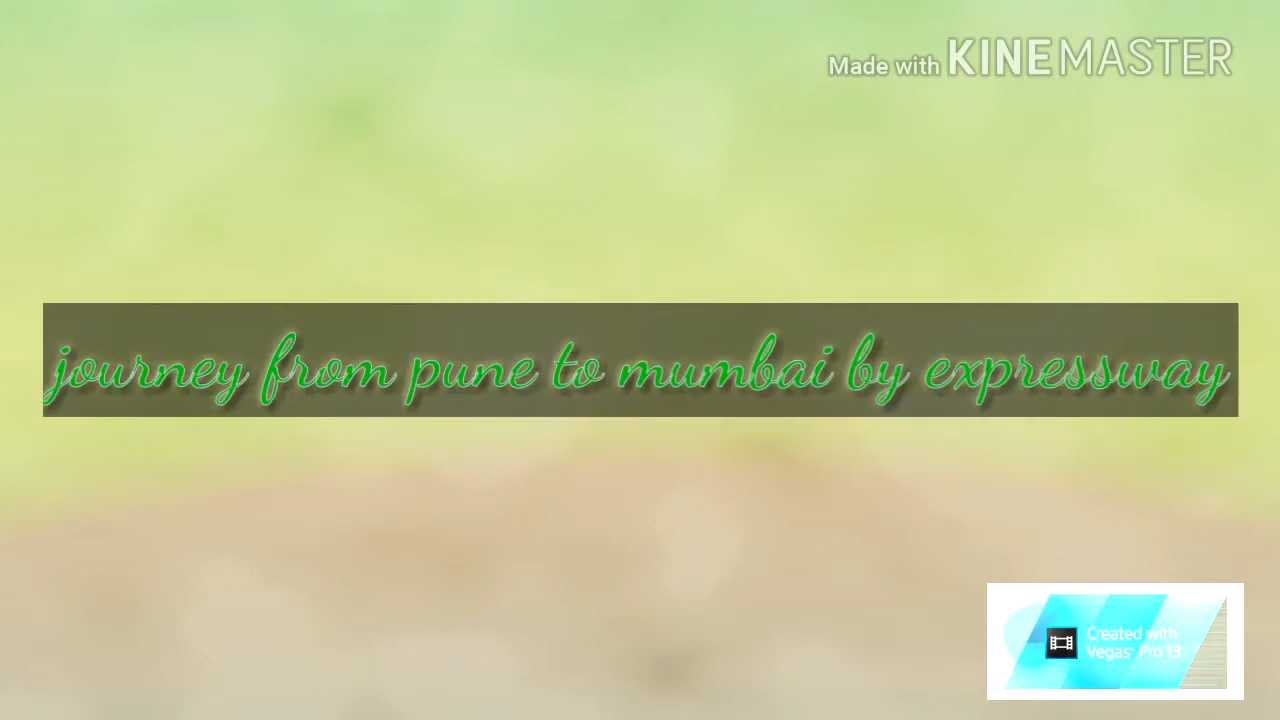 Made with KINEMASTER
journey from pune to mumbai by expressway
Created with
Vegas Pro 13